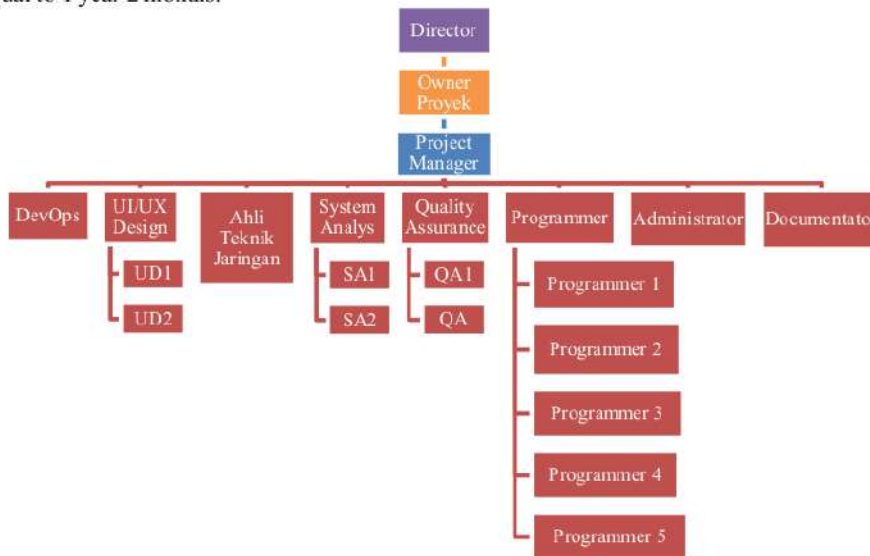 Director
Owner
Proyek
Project
Manager
DevOps
UI/UX
Design
Ahli
Teknik
Jaringan
System
Analys
Quality
Assurance
Programmer
Administrator
Documentato
UD1
UD2
SA1
SA2
QA1
QA
Programmer 1
Programmer 2
Programmer 3
Programmer 4
Programmer 5